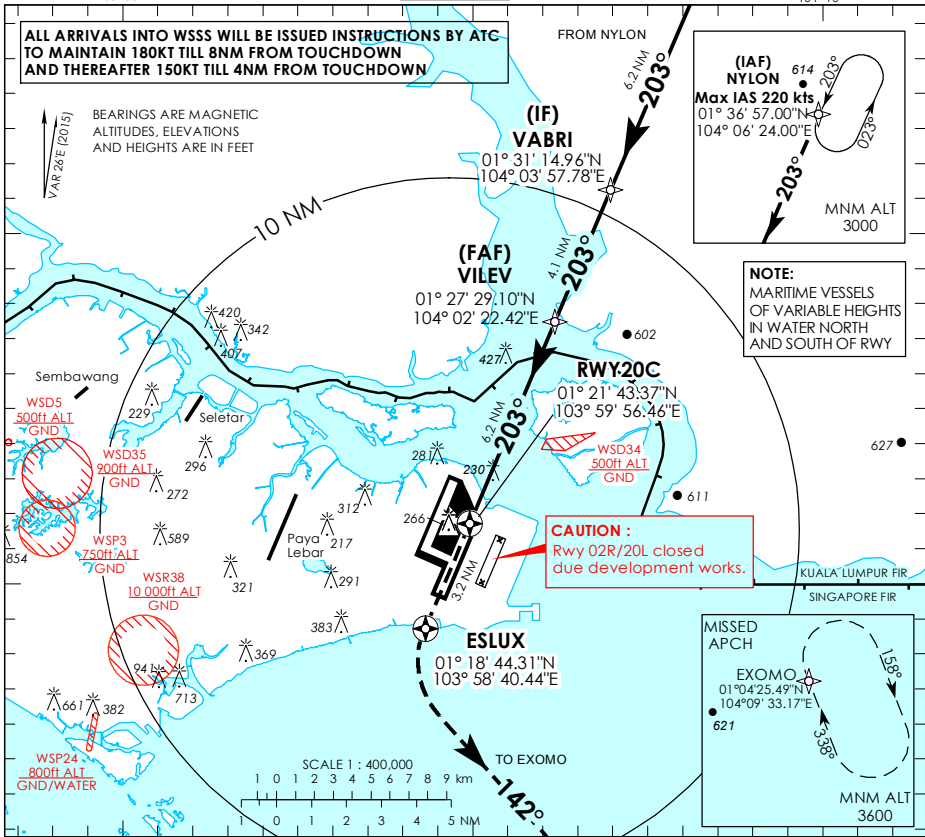 ALL ARRIVALS INTO WSSS WILL BE ISSUED INSTRUCTIONS BY ATC
TO MAINTAIN 180KT TILL 8NM FROM TOUCHDOWN
AND THEREAFTER 150KT TILL 4NM FROM TOUCHDOWN
VAR 26'E (2015)
BEARINGS ARE MAGNETIC
ALTITUDES, ELEVATIONS
AND HEIGHTS ARE IN FEET
FROM NYLON
6.2 NM
203°
(IAF)
NYLON
Max IAS 220 kts
01° 36' 57.00"N
104° 06' 24.00"E
614
203°
023°
203°
MNM ALT
3000
(IF)
VABRI
01° 31' 14.96"N
104° 03' 57.78"E
10 NM
4.1 NM
203°
(FAF)
VILEV
01° 27' 29.10"N
104° 02' 22.42"E
NOTE:
MARITIME VESSELS
OF VARIABLE HEIGHTS
IN WATER NORTH
AND SOUTH OF RWY
420
342
407
427
602
RWY 20C
01° 21' 43.37"N
103° 59' 56.46"E
6.2 NM
203°
Sembawang
WSD5
500ft ALT
GND
229
Seletar
296
WSD35
900ft ALT
GND
272
281
230
WSD34
500ft ALT
GND
627
611
312
266
217
Paya
Lebar
854
WSP3
750ft ALT
GND
589
321
291
CAUTION :
Rwy 02R/20L closed
due development works.
3.2 NM
KUALA LUMPUR FIR
SINGAPORE FIR
WSR38
10 000ft ALT
GND
383
369
941
713
661
382
ESLUX
01° 18' 44.31"N
103° 58' 40.44"E
MISSED
APCH
EXOMO
01°04'25.49"N
104°09' 33.17"E
621
158°
338°
MNM ALT
3600
WSP24
800ft ALT
GND/WATER
TO EXOMO
142°
SCALE 1 : 400,000
1 0 1 2 3 4 5 6 7 8 9 km
1 0 1 2 3 4 5 NM